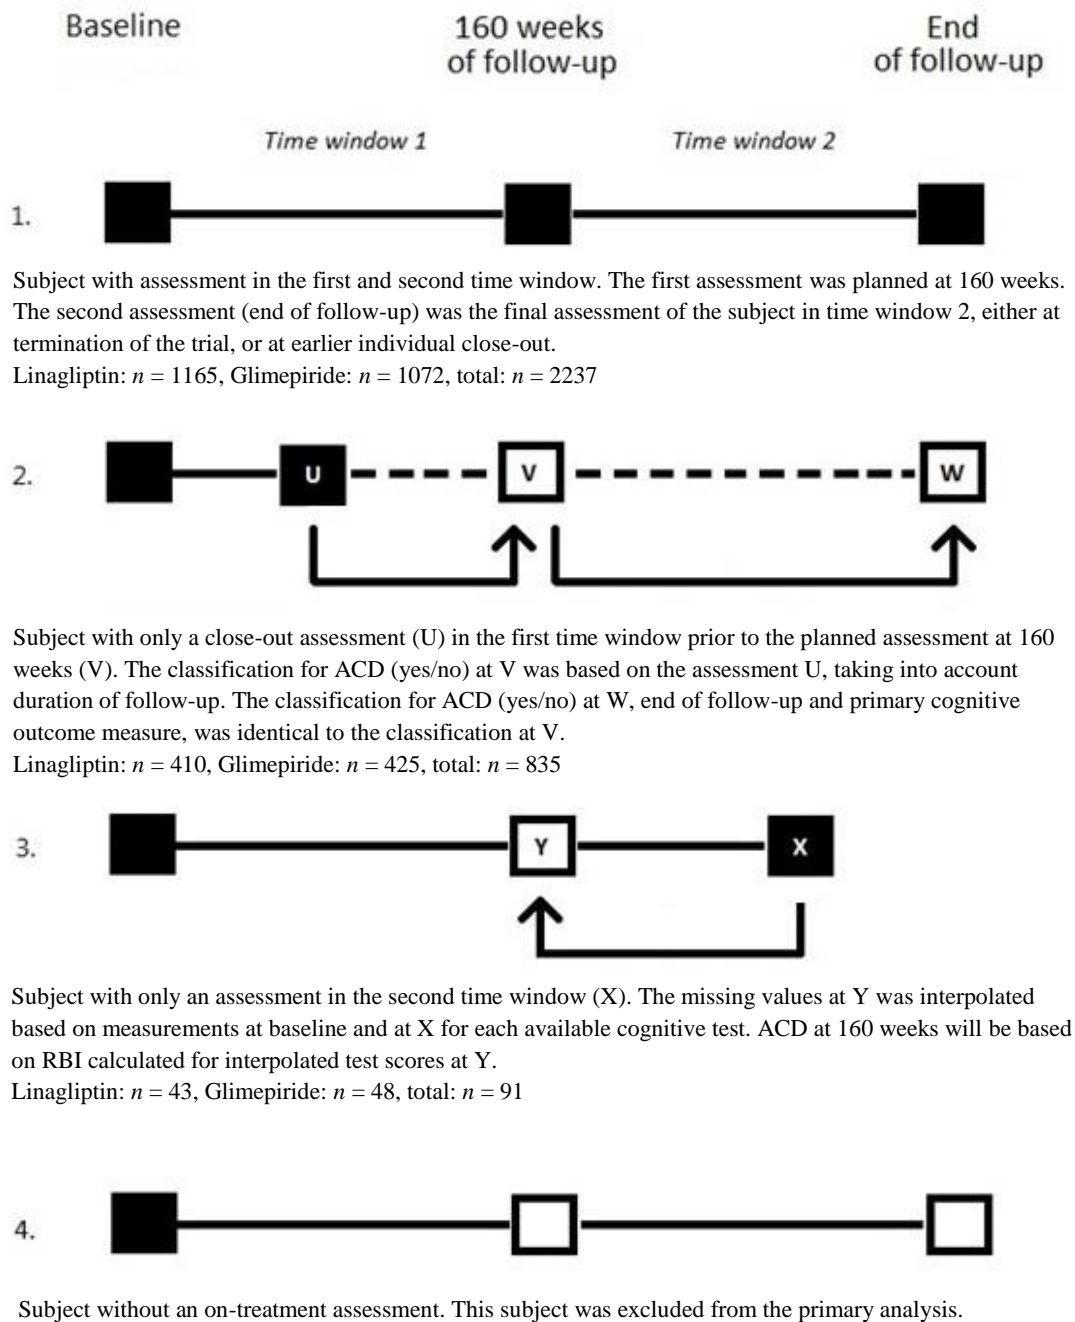 Baseline
160 weeks
of follow-up
End
of follow-up
Time window 1
Time window 2
1.
Subject with assessment in the first and second time window. The first assessment was planned at 160 weeks.
The second assessment (end of follow-up) was the final assessment of the subject in time window 2, either at
termination of the trial, or at earlier individual close-out.
Linagliptin: n = 1165, Glimepiride: n = 1072, total: n = 2237
2.
U
V
W
Subject with only a close-out assessment (U) in the first time window prior to the planned assessment at 160
weeks (V). The classification for ACD (yes/no) at V was based on the assessment U, taking into account
duration of follow-up. The classification for ACD (yes/no) at W, end of follow-up and primary cognitive
outcome measure, was identical to the classification at V.
Linagliptin: n = 410, Glimepiride: n = 425, total: n = 835
3.
Y
X
Subject with only an assessment in the second time window (X). The missing values at Y was interpolated
based on measurements at baseline and at X for each available cognitive test. ACD at 160 weeks will be based
on RBI calculated for interpolated test scores at Y.
Linagliptin: n = 43, Glimepiride: n = 48, total: n = 91
4.
Subject without an on-treatment assessment. This subject was excluded from the primary analysis.